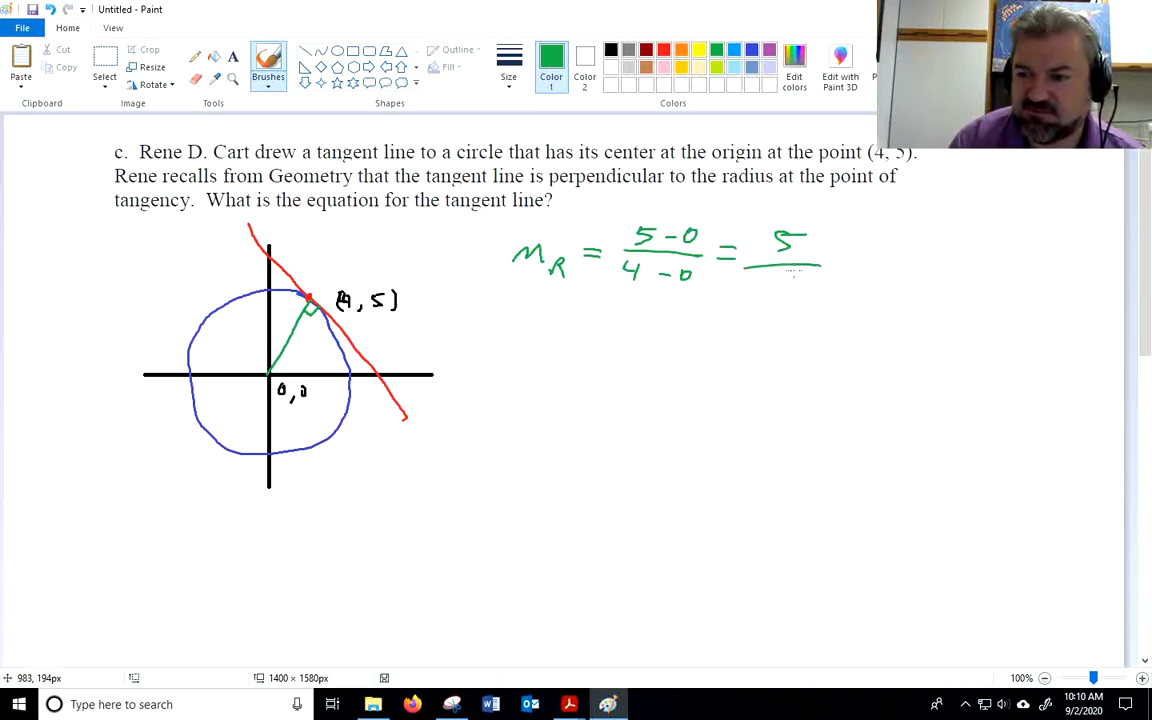 Untitled - Paint
File Home View
Paste Cut Copy Clipboard
Select Crop Resize Rotate Image
Tools
Brushes
Shapes Outline Fill
Size
Color 1 Color 2 Edit colors Colors
Edit with Paint 3D
c. Rene D. Cart drew a tangent line to a circle that has its center at the origin at the point (4, 5).
Rene recalls from Geometry that the tangent line is perpendicular to the radius at the point of
tangency. What is the equation for the tangent line?
M_R = 5-0 / 4-0 = 5
(4, 5)
0, 0
983, 194px 1400 × 1580px 100%
Type here to search
10:10 AM
9/2/2020